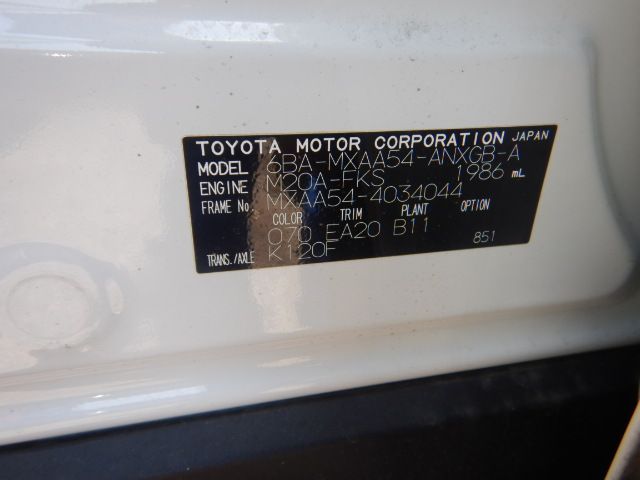 TOYOTA MOTOR CORPORATION JAPAN
MODEL 6BA-MXAA54-ANXGB-A
ENGINE M20A-FKS 1986 mL
FRAME No. MXAA54-4034044
COLOR TRIM PLANT OPTION
070 EA20 B11
TRANS./AXLE K120F 851